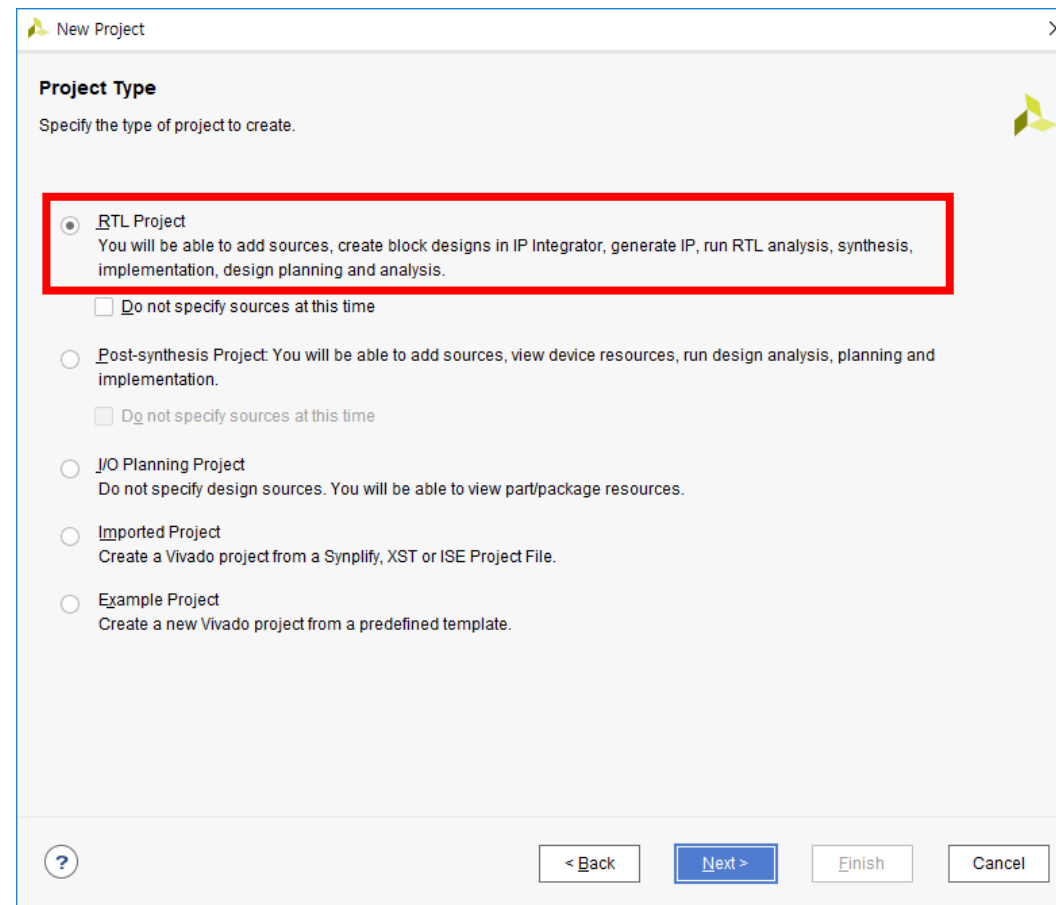 New Project
Project Type
Specify the type of project to create.
RTL Project
You will be able to add sources, create block designs in IP Integrator, generate IP, run RTL analysis, synthesis,
implementation, design planning and analysis.
Do not specify sources at this time
Post-synthesis Project: You will be able to add sources, view device resources, run design analysis, planning and
implementation.
Do not specify sources at this time
I/O Planning Project
Do not specify design sources. You will be able to view part/package resources.
Imported Project
Create a Vivado project from a Synplify, XST or ISE Project File.
Example Project
Create a new Vivado project from a predefined template.
? < Back Next > Finish Cancel